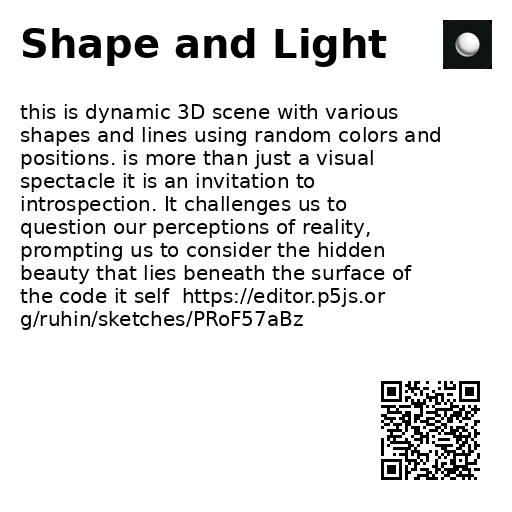 Shape and Light
this is dynamic 3D scene with various
shapes and lines using random colors and
positions. is more than just a visual
spectacle it is an invitation to
introspection. It challenges us to
question our perceptions of reality,
prompting us to consider the hidden
beauty that lies beneath the surface of
the code it self  https://editor.p5js.or
g/ruhin/sketches/PRoF57aBz